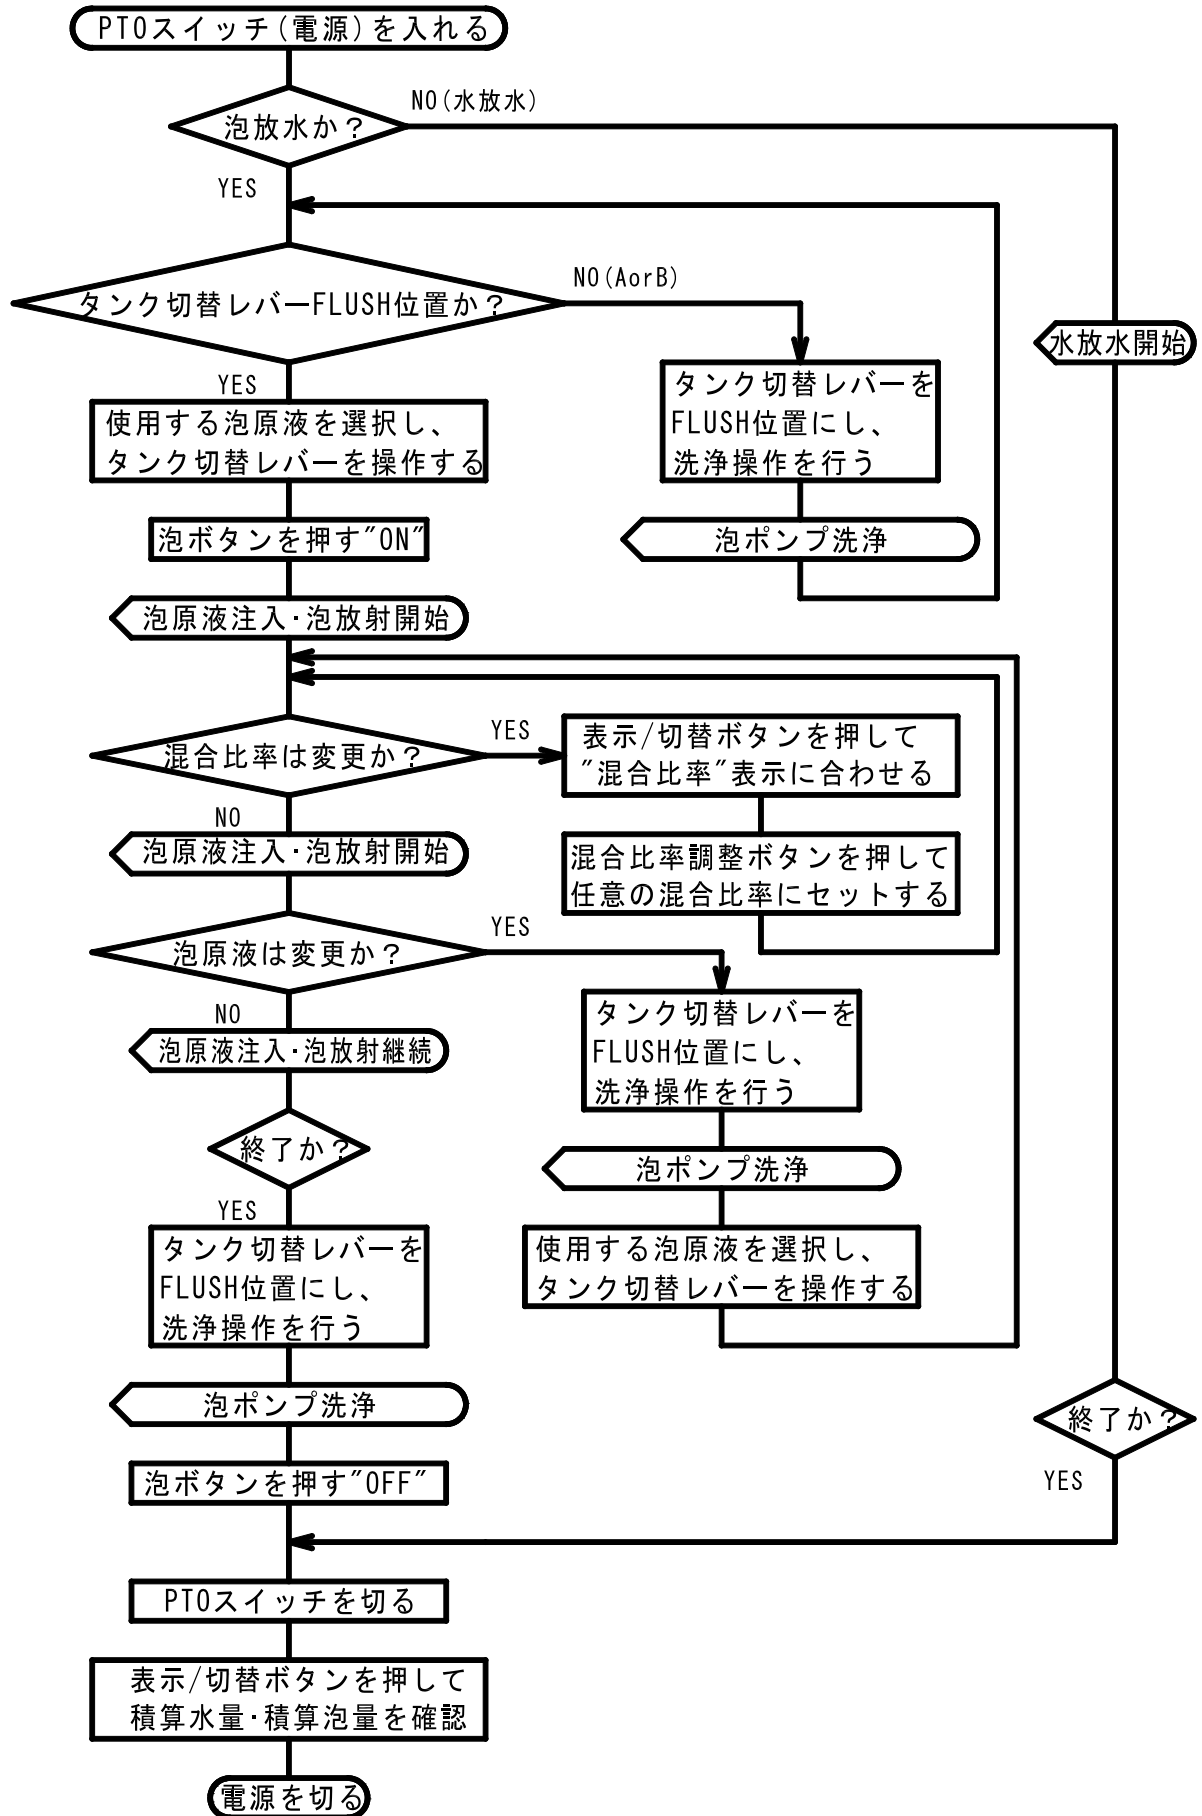 PTOスイッチ(電源)を入れる
NO(水放水)
泡放水か?
YES
NO(AorB)
タンク切替レバーFLUSH位置か?
水放水開始
YES
タンク切替レバーを
FLUSH位置にし、
洗浄操作を行う
使用する泡原液を選択し、
タンク切替レバーを操作する
泡ボタンを押す"ON"
泡ポンプ洗浄
泡原液注入・泡放射開始
混合比率は変更か?
YES
表示/切替ボタンを押して
"混合比率"表示に合わせる
NO
泡原液注入・泡放射開始
混合比率調整ボタンを押して
任意の混合比率にセットする
YES
泡原液は変更か?
NO
タンク切替レバーを
FLUSH位置にし、
洗浄操作を行う
泡原液注入・泡放射継続
終了か?
泡ポンプ洗浄
YES
使用する泡原液を選択し、
タンク切替レバーを操作する
タンク切替レバーを
FLUSH位置にし、
洗浄操作を行う
泡ポンプ洗浄
終了か?
泡ボタンを押す"OFF"
YES
PTOスイッチを切る
表示/切替ボタンを押して
積算水量・積算泡量を確認
電源を切る